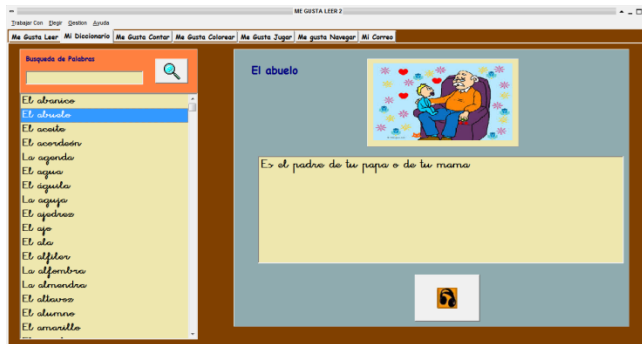 ME GUSTA LEER 2
Trabajar Con Elegir Gestion Ayuda
Me Gusta Leer Mi Diccionario Me Gusta Contar Me Gusta Colorear Me Gusta Jugar Me gusta Navegar Mi Correo
Busqueda de Palabras
El abanico
El abuelo
El aceite
El acordeón
La agenda
El agua
El águila
La aguja
El ajedrez
El ajo
El ala
El alfiler
La alfombra
La almendra
El altavoz
El alumno
El amarillo
El abuelo
Es el padre de tu papa o de tu mama